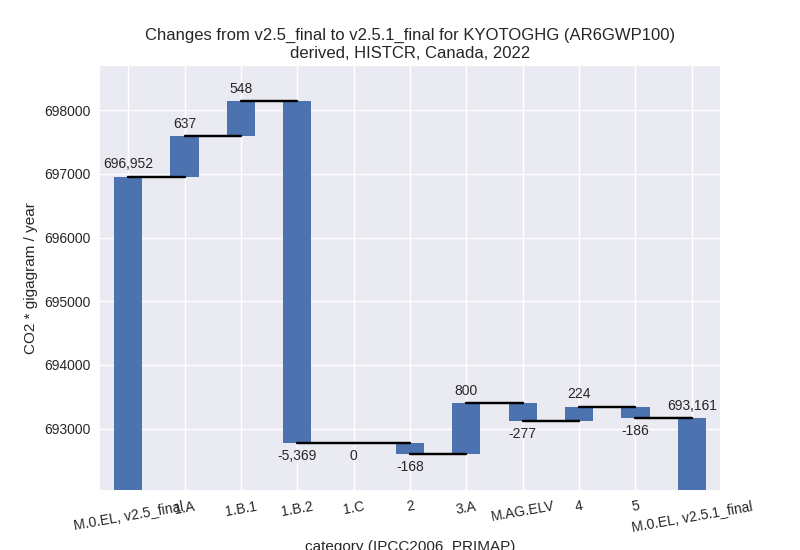 Changes from v2.5_final to v2.5.1_final for KYOTOGHG (AR6GWP100)
derived, HISTCR, Canada, 2022
CO2 * gigagram / year
698000
697000
696000
695000
694000
693000
696,952
637
548
-5,369
0
-168
800
-277
224
-186
693,161
M.0.EL, v2.5_final
1.A
1.B.1
1.B.2
1.C
2
3.A
M.AG.ELV
4
5
M.0.EL, v2.5.1_final
category (IPCC2006_PRIMAP)